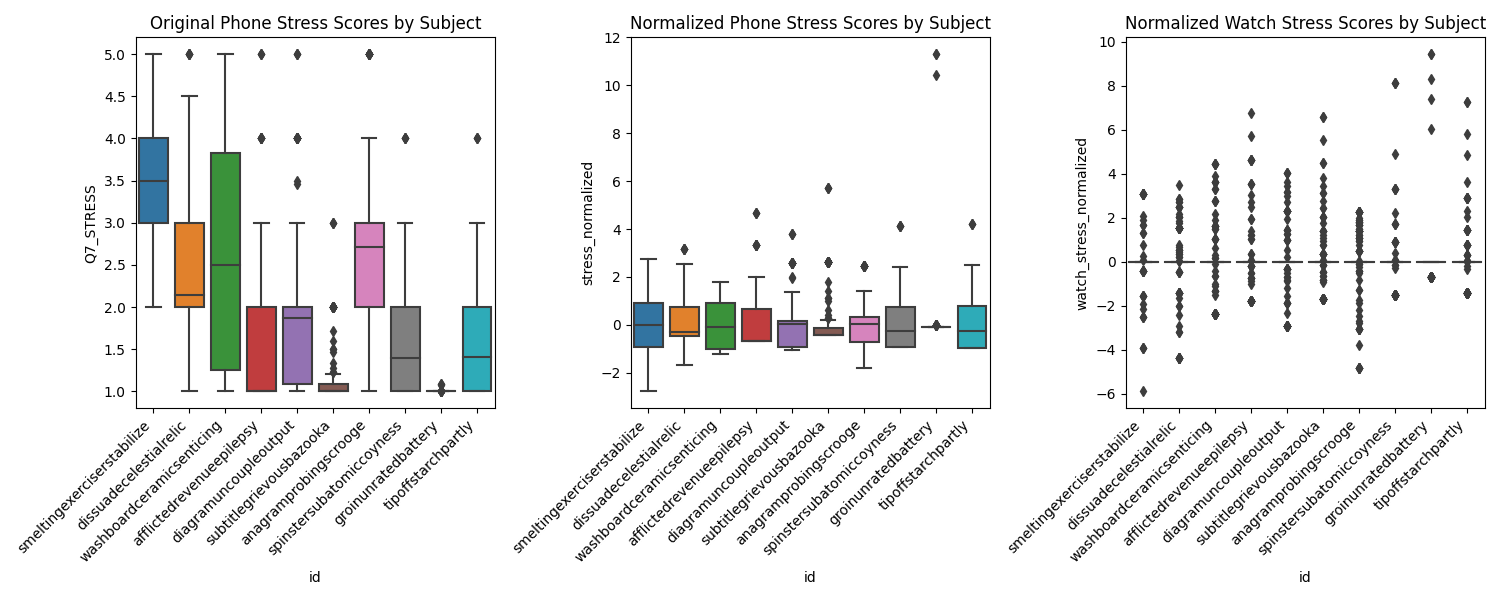 Original Phone Stress Scores by Subject
Q7_STRESS
5.0
4.5
4.0
3.5
3.0
2.5
2.0
1.5
1.0
smeltingexerciserstabilize
dissuadecelestialrelic
washboardceramicsenticing
afflictedrevenueepilepsy
diagramuncoupleoutput
subtitlegrievousbazooka
anagramprobingscrooge
spinstersubatomiccoyness
groinunratedbattery
tipoffstarchpartly
id
Normalized Phone Stress Scores by Subject
stress_normalized
12
10
8
6
4
2
0
−2
smeltingexerciserstabilize
dissuadecelestialrelic
washboardceramicsenticing
afflictedrevenueepilepsy
diagramuncoupleoutput
subtitlegrievousbazooka
anagramprobingscrooge
spinstersubatomiccoyness
groinunratedbattery
tipoffstarchpartly
id
Normalized Watch Stress Scores by Subject
watch_stress_normalized
10
8
6
4
2
0
−2
−4
−6
smeltingexerciserstabilize
dissuadecelestialrelic
washboardceramicsenticing
afflictedrevenueepilepsy
diagramuncoupleoutput
subtitlegrievousbazooka
anagramprobingscrooge
spinstersubatomiccoyness
groinunratedbattery
tipoffstarchpartly
id